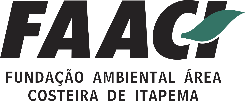 FAACI
FUNDAÇÃO AMBIENTAL ÁREA
COSTEIRA DE ITAPEMA